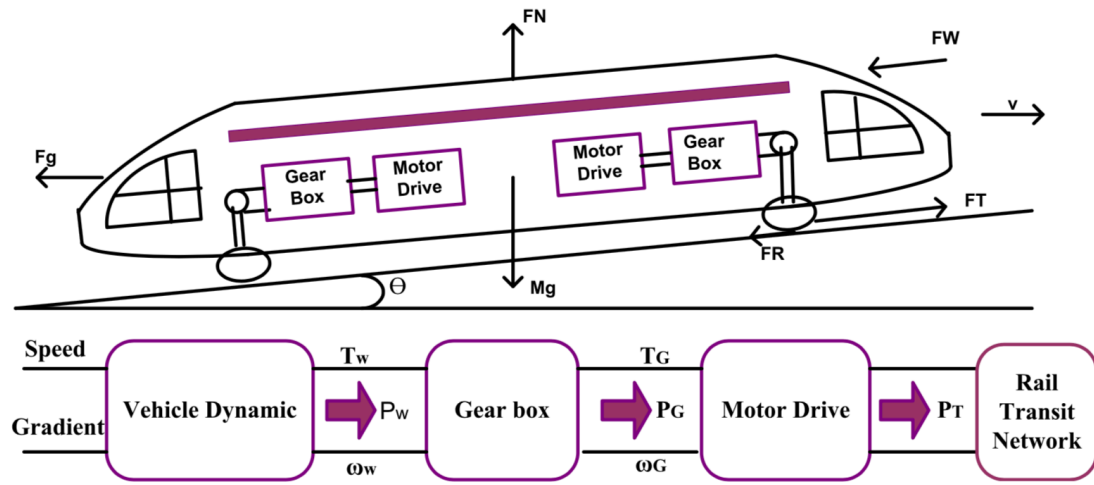 FN
FW
v
Fg
Gear
Box
Motor
Drive
Motor
Drive
Gear
Box
FT
FR
Mg
Θ
Speed
Gradient
Vehicle Dynamic
Tw
Pw
ωw
Gear box
TG
PG
ωG
Motor Drive
PT
Rail
Transit
Network